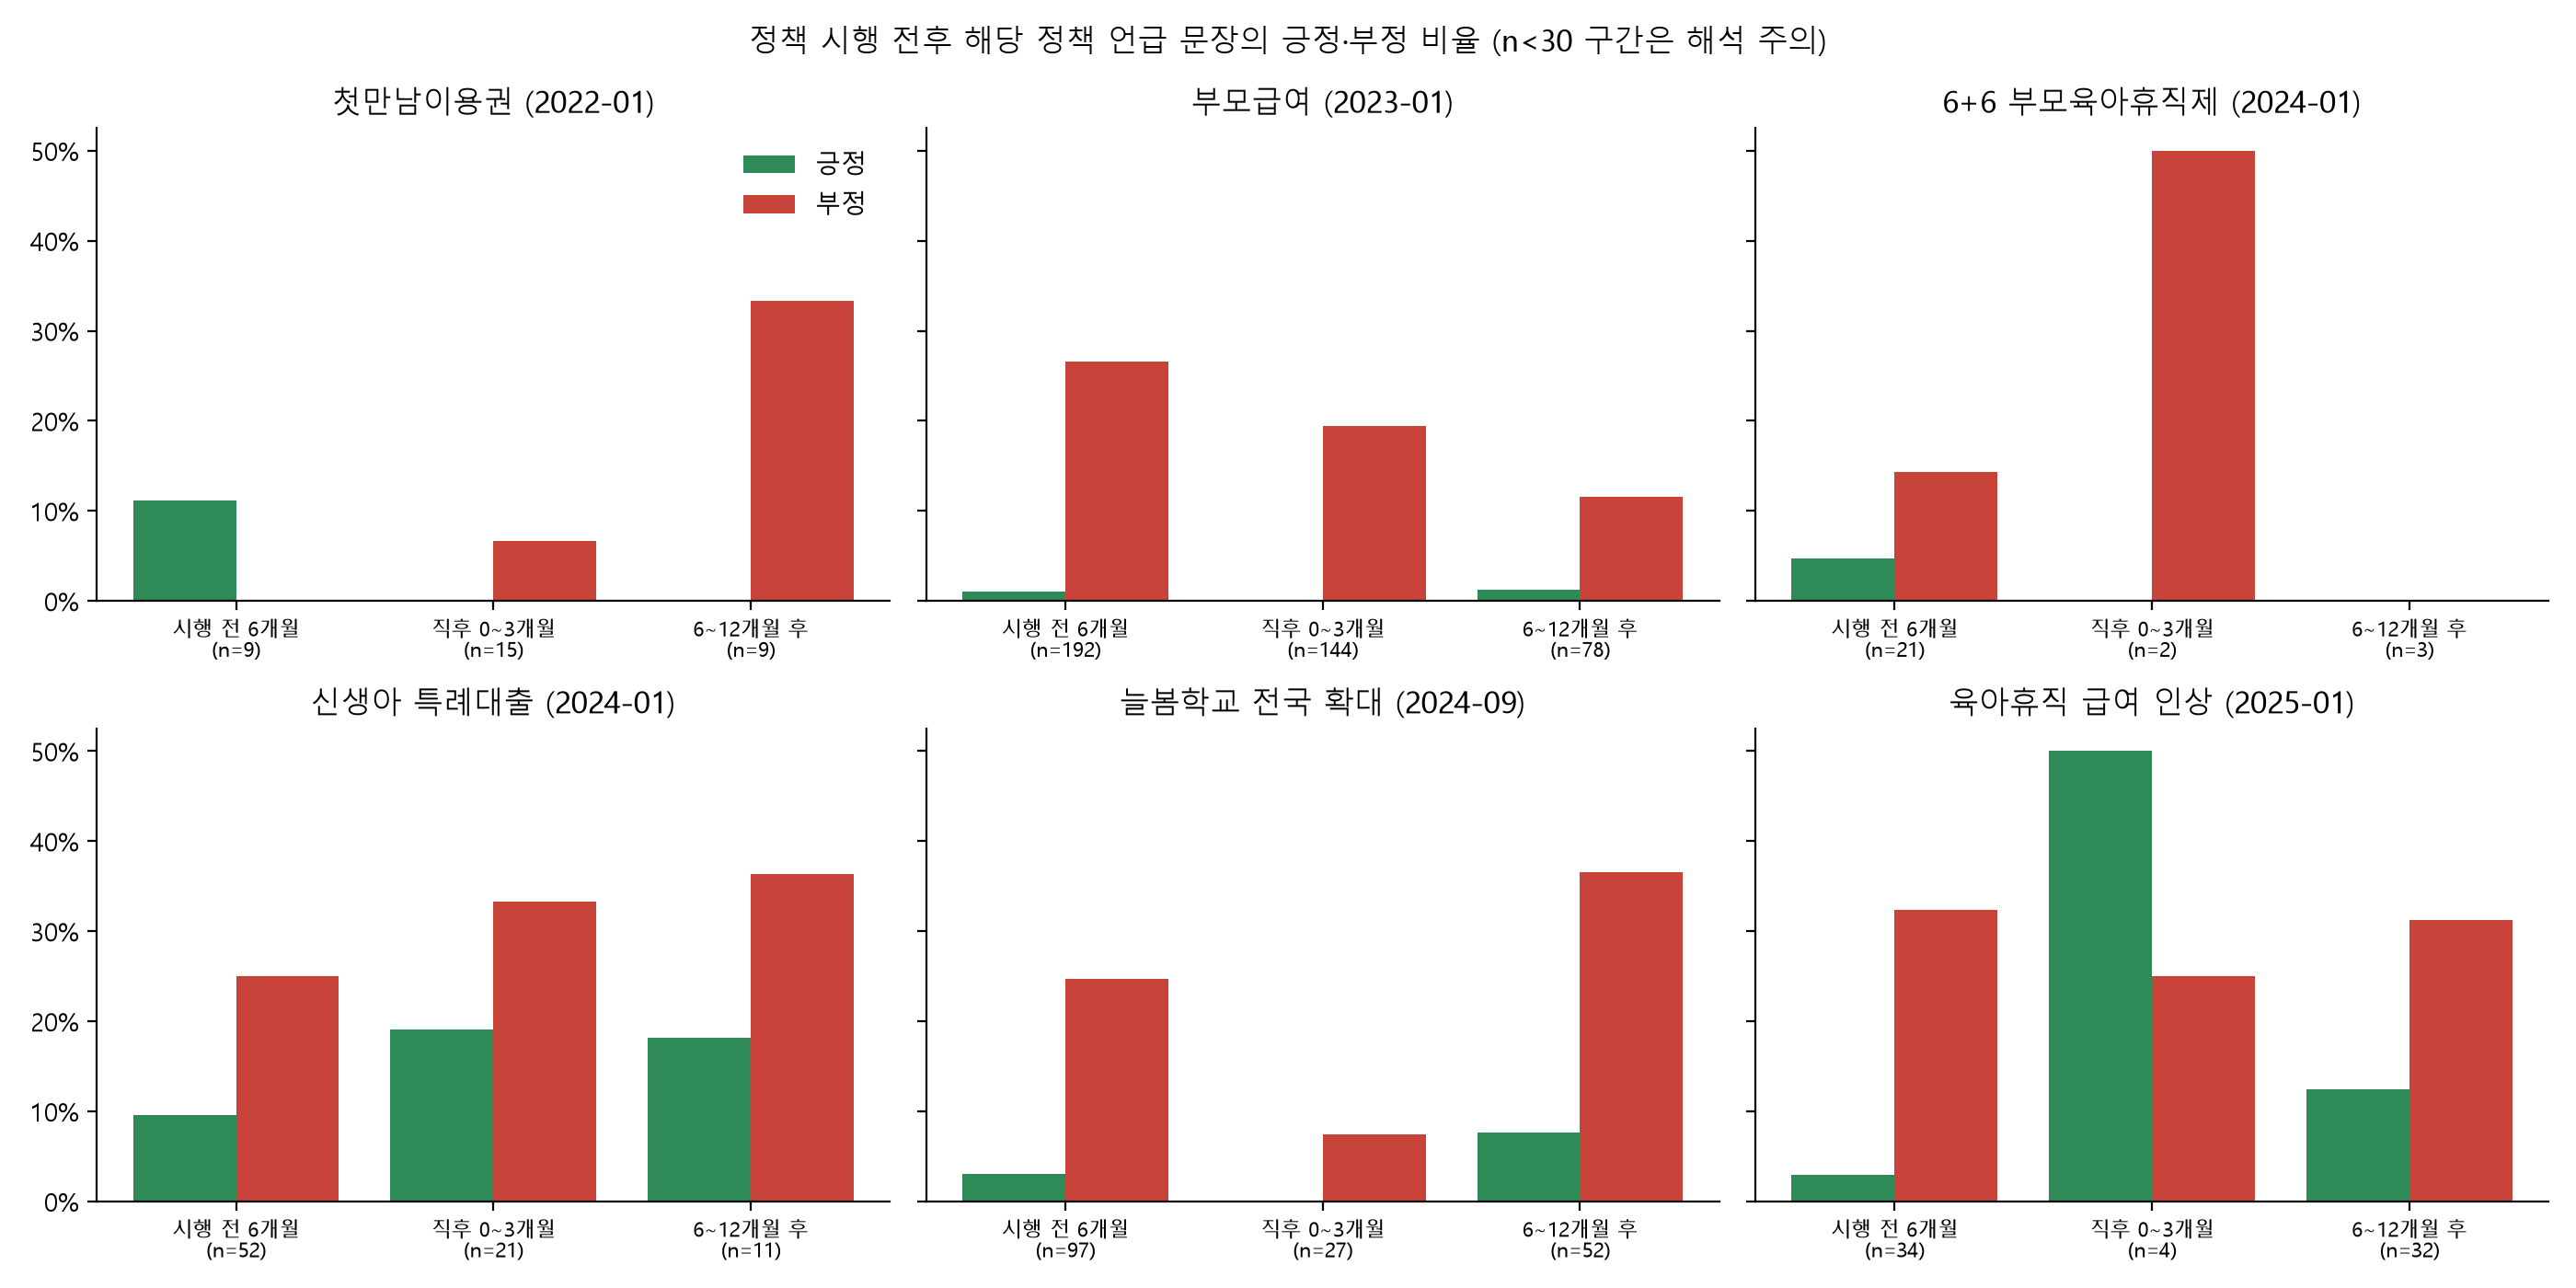 정책 시행 전후 해당 정책 언급 문장의 긍정·부정 비율 (n<30 구간은 해석 주의)
첫만남이용권 (2022-01)
긍정
부정
50%
40%
30%
20%
10%
0%
시행 전 6개월
(n=9)
직후 0~3개월
(n=15)
6~12개월 후
(n=9)
부모급여 (2023-01)
시행 전 6개월
(n=192)
직후 0~3개월
(n=144)
6~12개월 후
(n=78)
6+6 부모육아휴직제 (2024-01)
시행 전 6개월
(n=21)
직후 0~3개월
(n=2)
6~12개월 후
(n=3)
신생아 특례대출 (2024-01)
50%
40%
30%
20%
10%
0%
시행 전 6개월
(n=52)
직후 0~3개월
(n=21)
6~12개월 후
(n=11)
늘봄학교 전국 확대 (2024-09)
시행 전 6개월
(n=97)
직후 0~3개월
(n=27)
6~12개월 후
(n=52)
육아휴직 급여 인상 (2025-01)
시행 전 6개월
(n=34)
직후 0~3개월
(n=4)
6~12개월 후
(n=32)